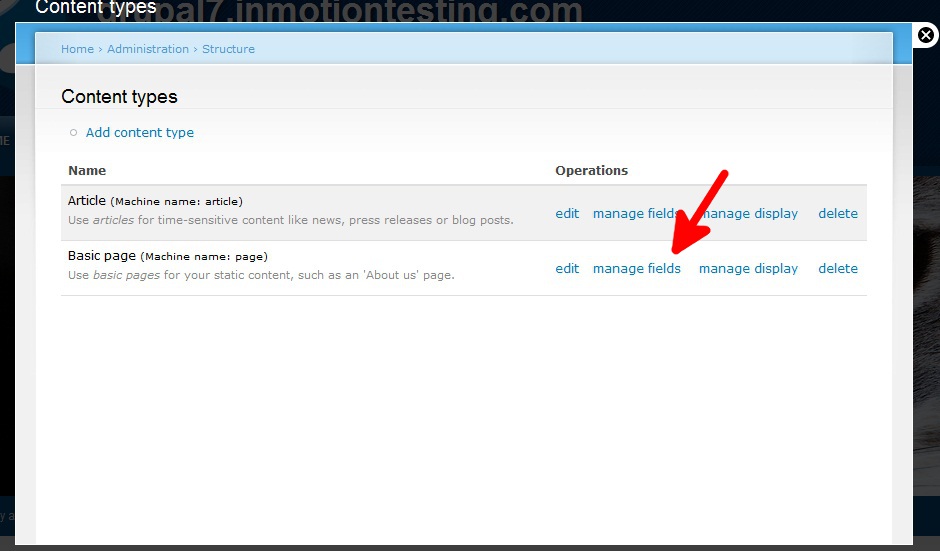 Content types
drupal7.inmotiontesting.com
Home › Administration › Structure
Content types
Add content type
Name Operations
Article (Machine name: article)
Use articles for time-sensitive content like news, press releases or blog posts.
edit manage fields manage display delete
Basic page (Machine name: page)
Use basic pages for your static content, such as an 'About us' page.
edit manage fields manage display delete